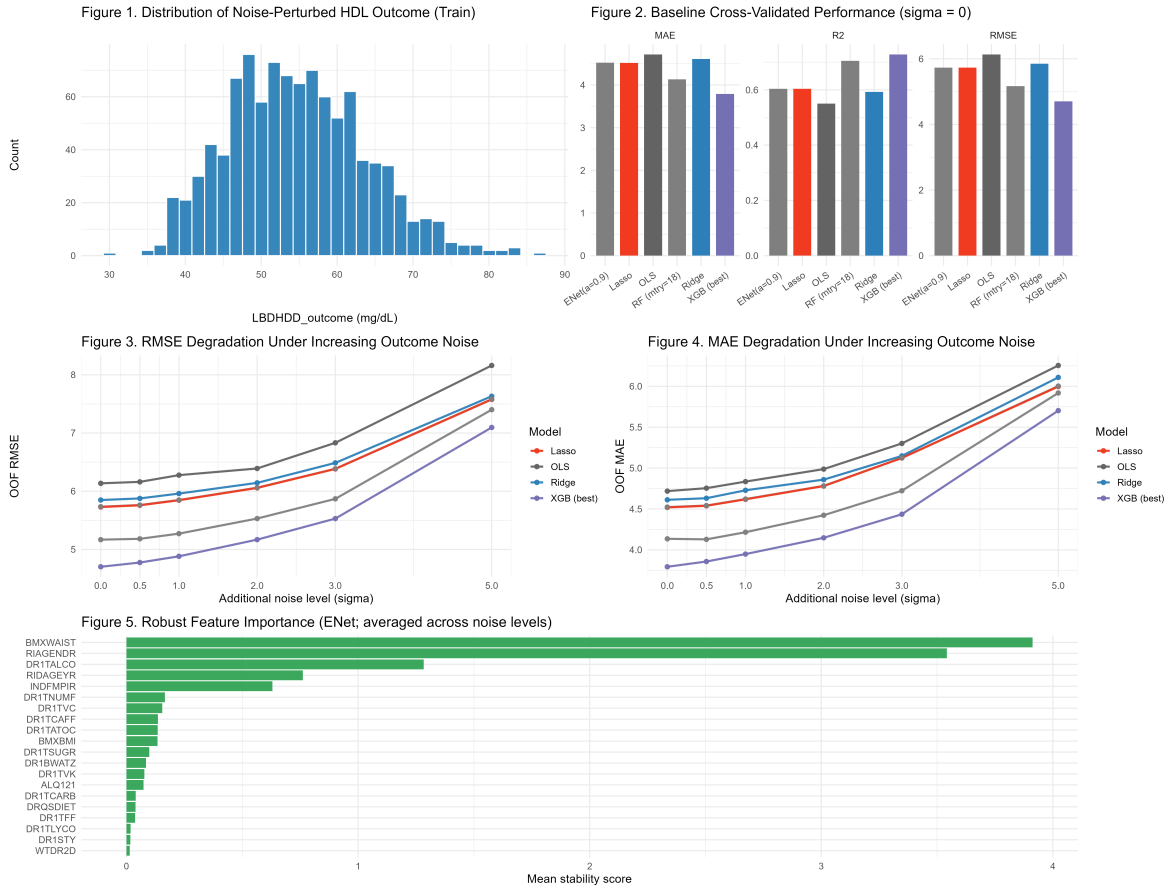 Figure 1. Distribution of Noise-Perturbed HDL Outcome (Train)
Count
60
40
20
0
30 40 50 60 70 80 90
LBDHDD_outcome (mg/dL)
Figure 2. Baseline Cross-Validated Performance (sigma = 0)
MAE
4
3
2
1
0
ENet(a=0.9) Lasso OLS RF (mtry=18) Ridge XGB (best)
R2
0.6
0.4
0.2
0.0
ENet(a=0.9) Lasso OLS RF (mtry=18) Ridge XGB (best)
RMSE
6
4
2
0
ENet(a=0.9) Lasso OLS RF (mtry=18) Ridge XGB (best)
Figure 3. RMSE Degradation Under Increasing Outcome Noise
OOF RMSE
8
7
6
5
0.0 0.5 1.0 2.0 3.0 5.0
Additional noise level (sigma)
Model
Lasso
OLS
Ridge
XGB (best)
Figure 4. MAE Degradation Under Increasing Outcome Noise
OOF MAE
6.0
5.5
5.0
4.5
4.0
0.0 0.5 1.0 2.0 3.0 5.0
Additional noise level (sigma)
Model
Lasso
OLS
Ridge
XGB (best)
Figure 5. Robust Feature Importance (ENet; averaged across noise levels)
BMXWAIST
RIAGENDR
DR1TALCO
RIDAGEYR
INDFMPIR
DR1TNUMF
DR1TVC
DR1TCAFF
DR1TATOC
BMXBMI
DR1TSUGR
DR1BWATZ
DR1TVK
ALQ121
DR1TCARB
DRQSDIET
DR1TFF
DR1TLYCO
DR1STY
WTDR2D
0 1 2 3 4
Mean stability score